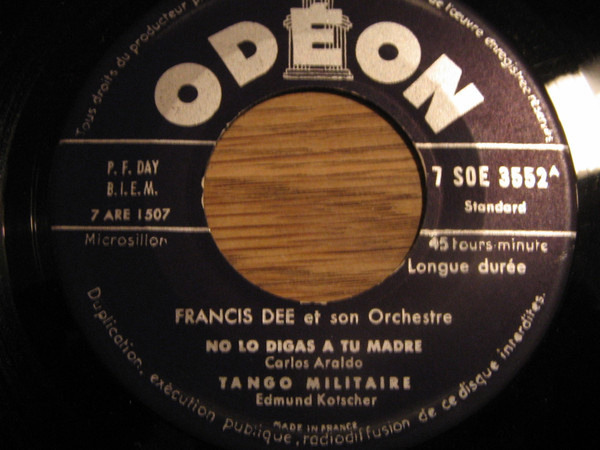 Tous droits du producteur
de l'œuvre enregistrée réservés
ODÉON
P. F. DAY
B.I.E.M.
7 ARE 1507
7 SOE 3552 A
Standard
Microsillon
45 tours-minute
Longue durée
FRANCIS DEE et son Orchestre
NO LO DIGAS A TU MADRE
Carlos Araldo
TANGO MILITAIRE
Edmund Kotscher
MADE IN FRANCE
Duplication, exécution publique, radiodiffusion de ce disque interdites.